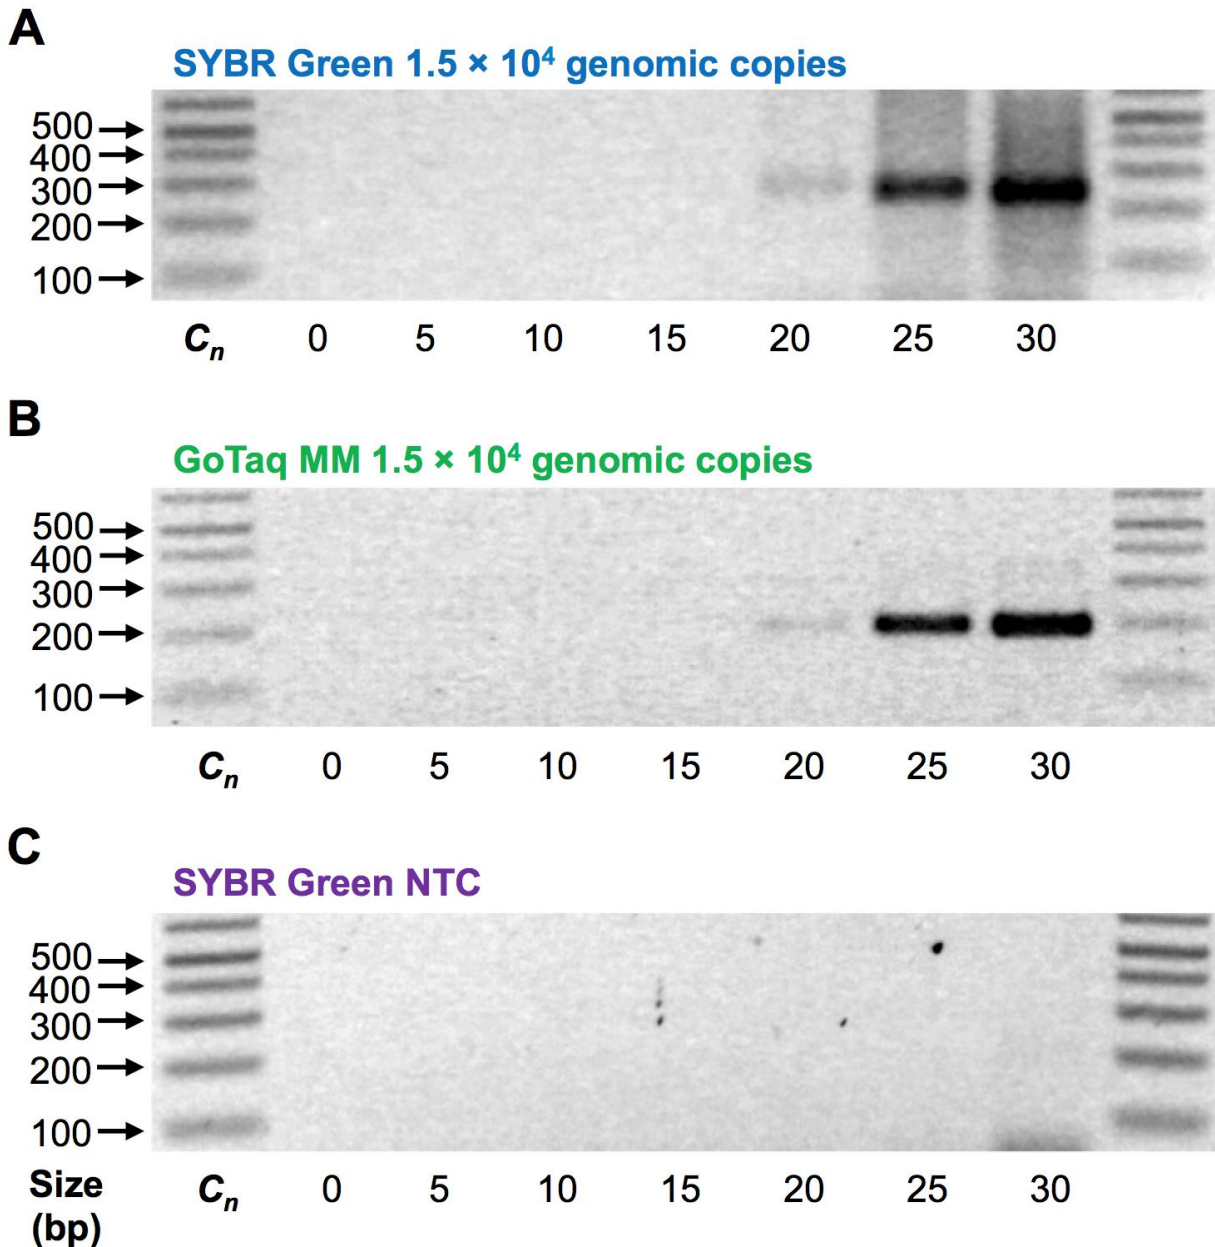 A
SYBR Green 1.5 × 10⁴ genomic copies
500
400
300
200
100
Cₙ 0 5 10 15 20 25 30
B
GoTaq MM 1.5 × 10⁴ genomic copies
500
400
300
200
100
Cₙ 0 5 10 15 20 25 30
C
SYBR Green NTC
500
400
300
200
100
Size Cₙ 0 5 10 15 20 25 30
(bp)